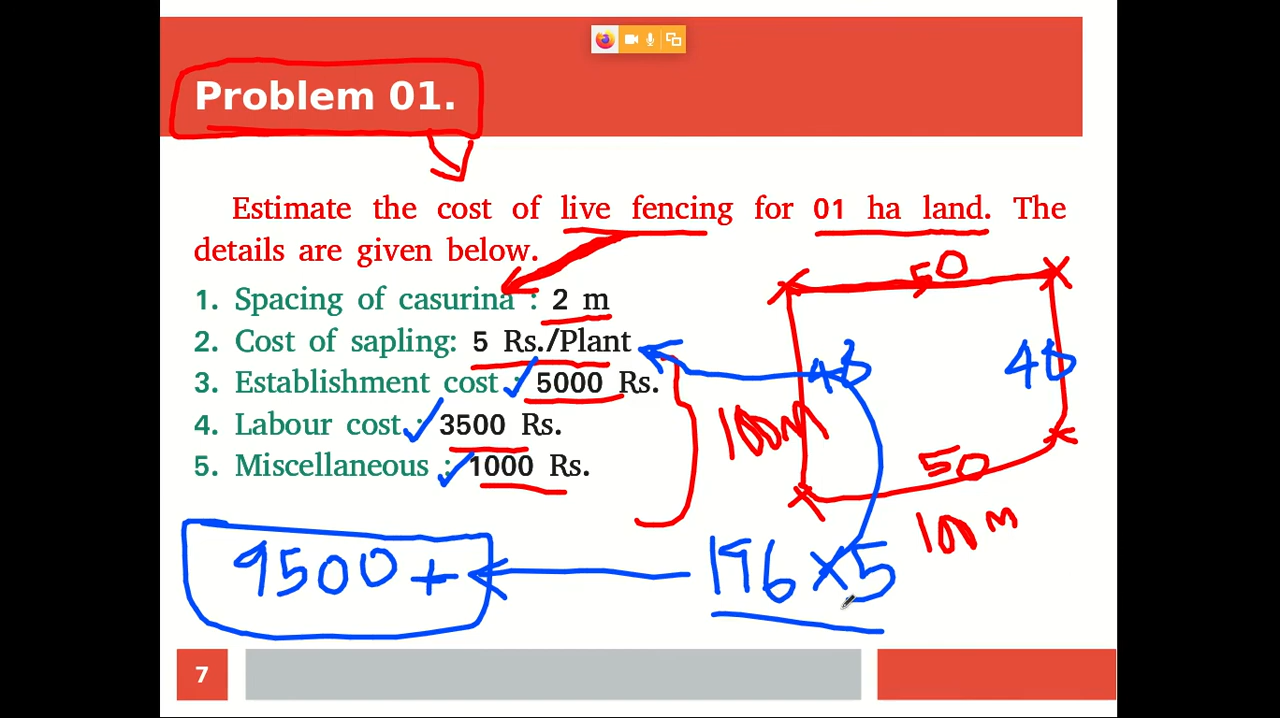 Problem 01.
Estimate the cost of live fencing for 01 ha land. The
details are given below.
1. Spacing of casurina : 2 m
2. Cost of sapling: 5 Rs./Plant
3. Establishment cost : 5000 Rs.
4. Labour cost : 3500 Rs.
5. Miscellaneous : 1000 Rs.
50
48
100m
50
100m
9500 +
196 × 5
7